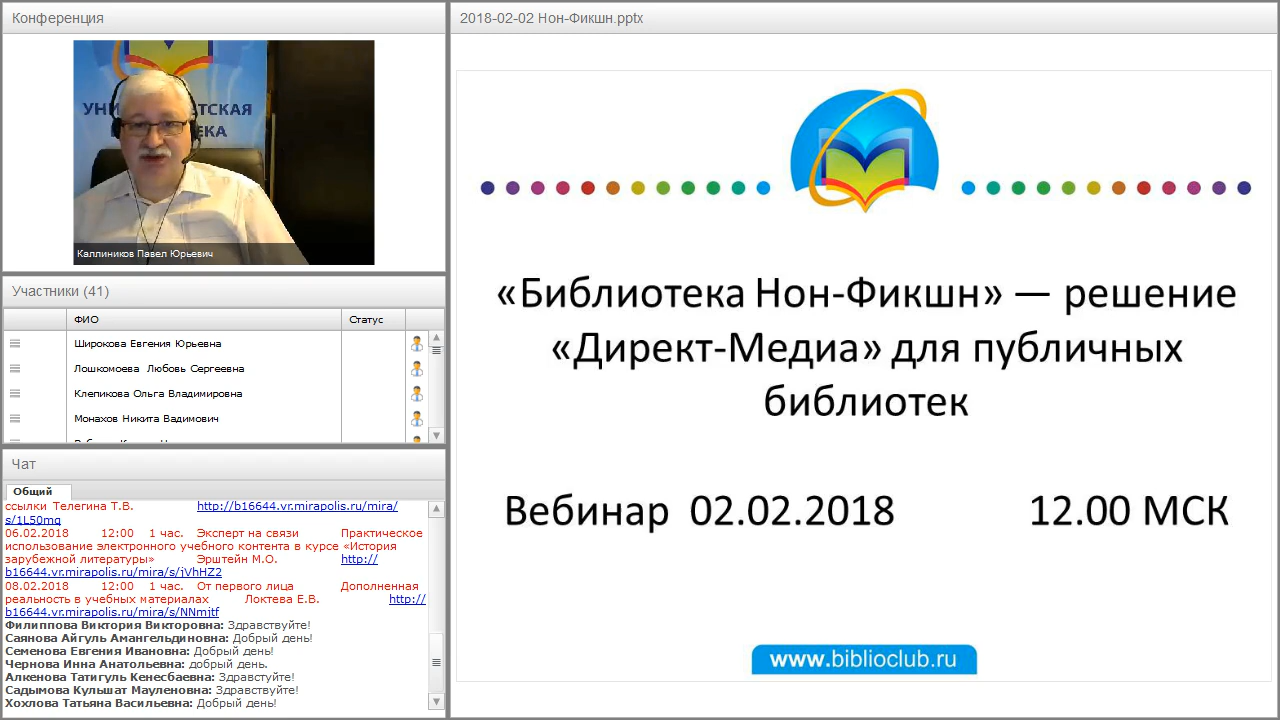 Конференция
УНИ ТСКАЯ
ЕКА
Каллиников Павел Юрьевич
Участники (41)
ФИО Статус
Широкова Евгения Юрьевна
Лошкомоева Любовь Сергеевна
Клепикова Ольга Владимировна
Монахов Никита Вадимович
Чат
Общий
ссылки Телегина Т.В. http://b16644.vr.mirapolis.ru/mira/
s/1L50mq
06.02.2018 12:00 1 час. Эксперт на связи Практическое
использование электронного учебного контента в курсе «История
зарубежной литературы» Эрштейн М.О. http://
b16644.vr.mirapolis.ru/mira/s/jVhHZ2
08.02.2018 12:00 1 час. От первого лица Дополненная
реальность в учебных материалах Локтева Е.В. http://
b16644.vr.mirapolis.ru/mira/s/NNmjtf
Филиппова Виктория Викторовна: Здравствуйте!
Саянова Айгуль Амангельдиновна: Добрый день!
Семенова Евгения Ивановна: Добрый день!
Чернова Инна Анатольевна: добрый день.
Алкенова Татигуль Кенесбаевна: Здравстуйте!
Садымова Кульшат Мауленовна: Здравствуйте!
Хохлова Татьяна Васильевна: Добрый день!
2018-02-02 Нон-Фикшн.pptx
«Библиотека Нон-Фикшн» — решение
«Директ-Медиа» для публичных
библиотек
Вебинар 02.02.2018 12.00 МСК
www.biblioclub.ru